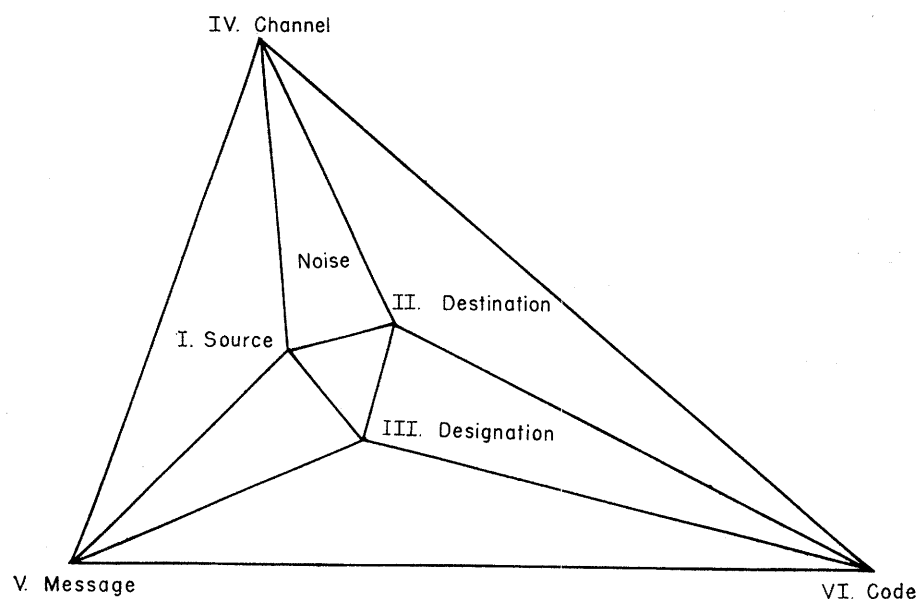 IV. Channel
Noise
II. Destination
I. Source
III. Designation
V. Message
VI. Code